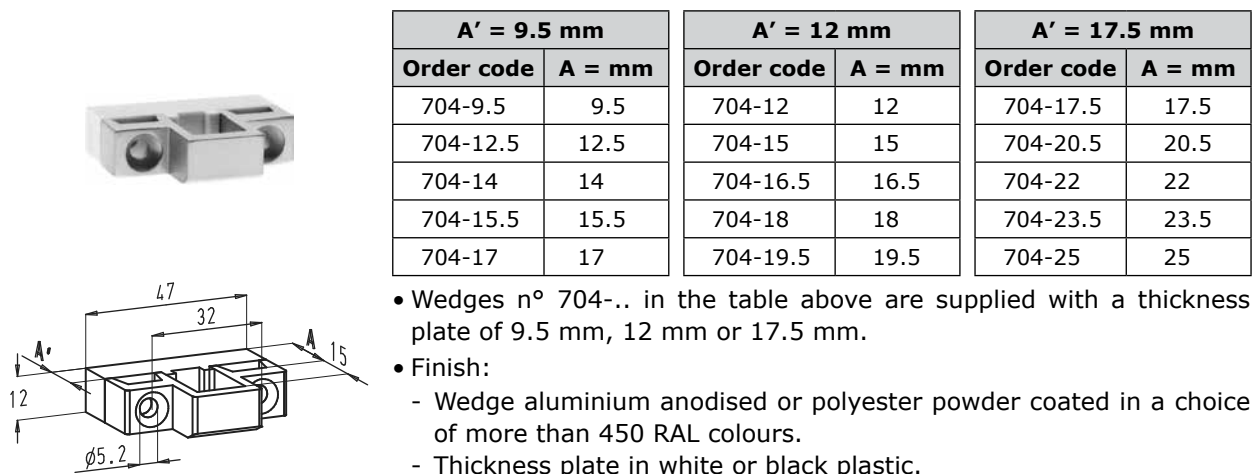 A’ = 9.5 mm
Order code A = mm
704-9.5 9.5
704-12.5 12.5
704-14 14
704-15.5 15.5
704-17 17
A’ = 12 mm
Order code A = mm
704-12 12
704-15 15
704-16.5 16.5
704-18 18
704-19.5 19.5
A’ = 17.5 mm
Order code A = mm
704-17.5 17.5
704-20.5 20.5
704-22 22
704-23.5 23.5
704-25 25
47
32
A
15
A'
12
ø5.2
• Wedges n° 704-.. in the table above are supplied with a thickness
plate of 9.5 mm, 12 mm or 17.5 mm.
• Finish:
- Wedge aluminium anodised or polyester powder coated in a choice
of more than 450 RAL colours.
- Thickness plate in white or black plastic.